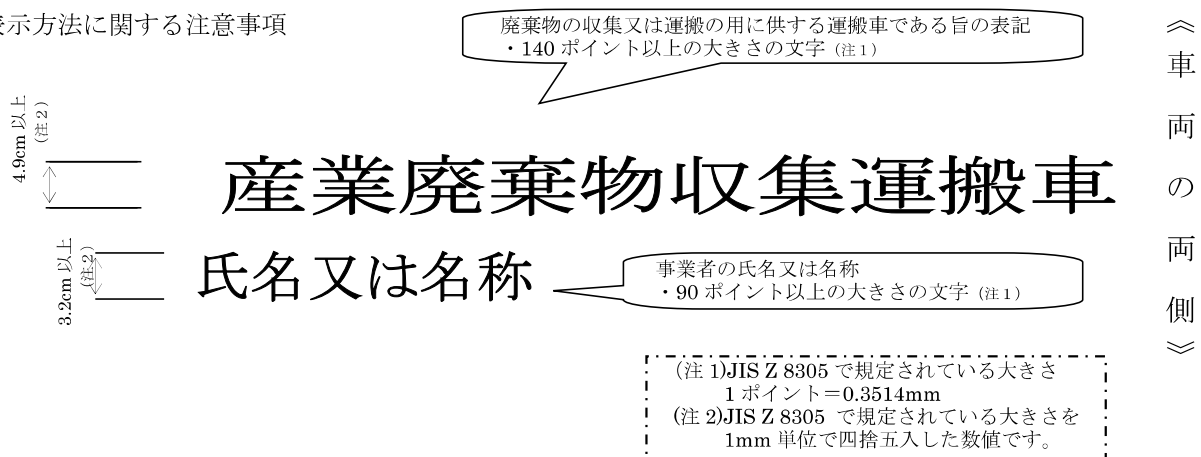 示方法に関する注意事項
廃棄物の収集又は運搬の用に供する運搬車である旨の表記
・140 ポイント以上の大きさの文字（注１）
《車両の両側》
4.9cm 以上
（注２）
産業廃棄物収集運搬車
3.2cm 以上
（注２）
氏名又は名称
事業者の氏名又は名称
・90 ポイント以上の大きさの文字（注１）
(注 1)JIS Z 8305 で規定されている大きさ
1 ポイント＝0.3514mm
(注 2)JIS Z 8305 で規定されている大きさを
1mm 単位で四捨五入した数値です。